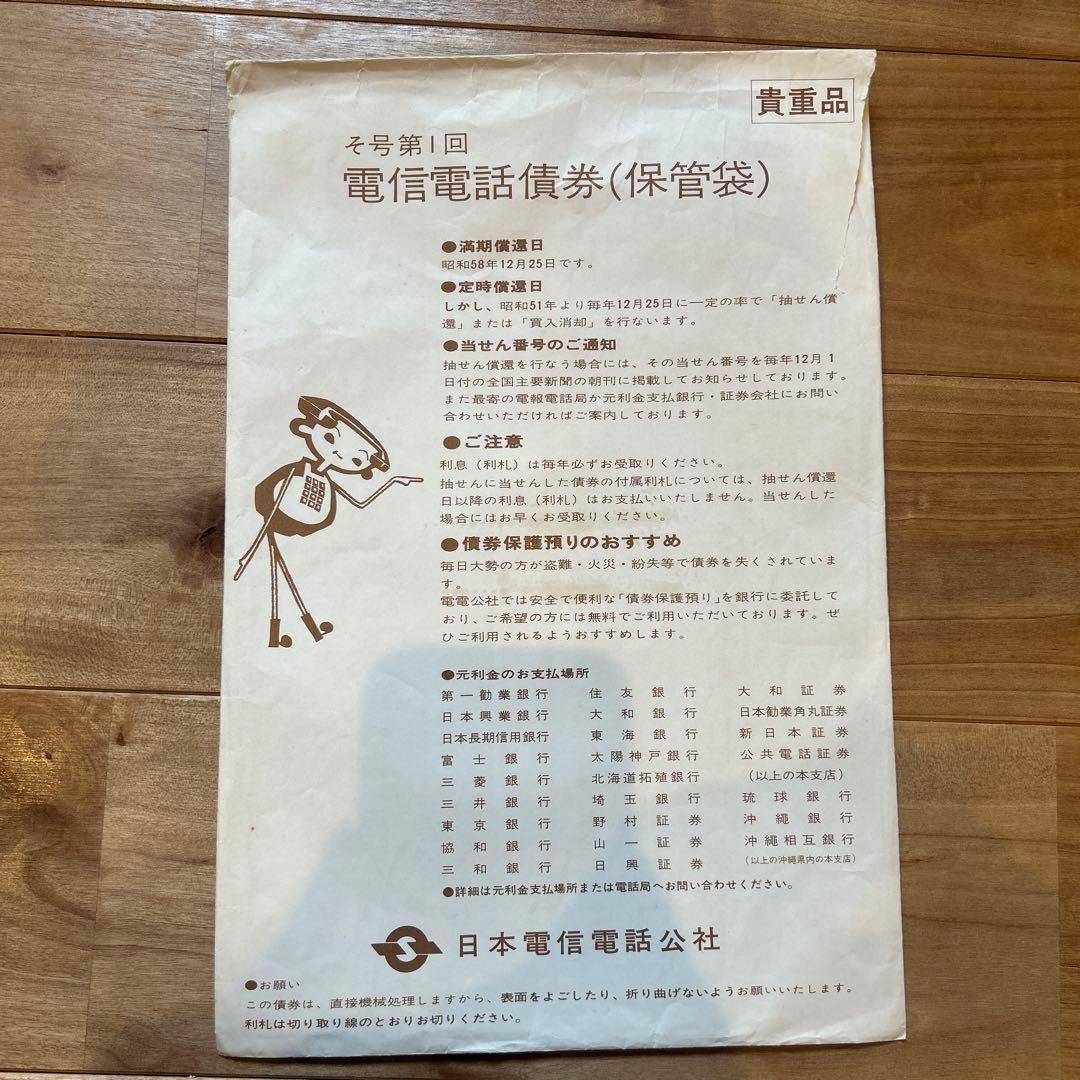 貴重品
そ号第1回
電信電話債券(保管袋)
●満期償還日
昭和58年12月25日です。
●定時償還日
しかし、昭和51年より毎年12月25日に一定の率で「抽せん償
還」または「買入消却」を行ないます。
●当せん番号のご通知
抽せん償還を行なう場合には、その当せん番号を毎年12月1
日付の全国主要新聞の朝刊に掲載してお知らせしております。
また最寄の電報電話局か元利金支払銀行・証券会社にお問い
合わせいただければご案内しております。
●ご注意
利息(利札)は毎年必ずお受取りください。
抽せんに当せんした債券の付属利札については、抽せん償還
日以降の利息(利札)はお支払いいたしません。当せんした
場合にはお早くお受取りください。
●債券保護預りのおすすめ
毎日大勢の方が盗難・火災・紛失等で債券を失くされていま
す。
電電公社では安全で便利な「債券保護預り」を銀行に委託して
おり、ご希望の方には無料でご利用いただいております。ぜ
ひご利用されるようおすすめします。
●元利金のお支払場所
第一勧業銀行 住友銀行 大和証券
日本興業銀行 大和銀行 日本勧業角丸証券
日本長期信用銀行 東海銀行 新日本証券
富士銀行 太陽神戸銀行 公共電話証券
三菱銀行 北海道拓殖銀行 (以上の本支店)
三井銀行 埼玉銀行 琉球銀行
東京銀行 野村証券 沖縄銀行
協和銀行 山一証券 沖縄相互銀行
三和銀行 日興証券 (以上の沖縄県内の本支店)
●詳細は元利金支払場所または電話局へお問い合わせください。
日本電信電話公社
●お願い
この債券は、直接機械処理しますから、表面をよごしたり、折り曲げないようお願いいたします。
利札は切り取り線のとおりお切りください。